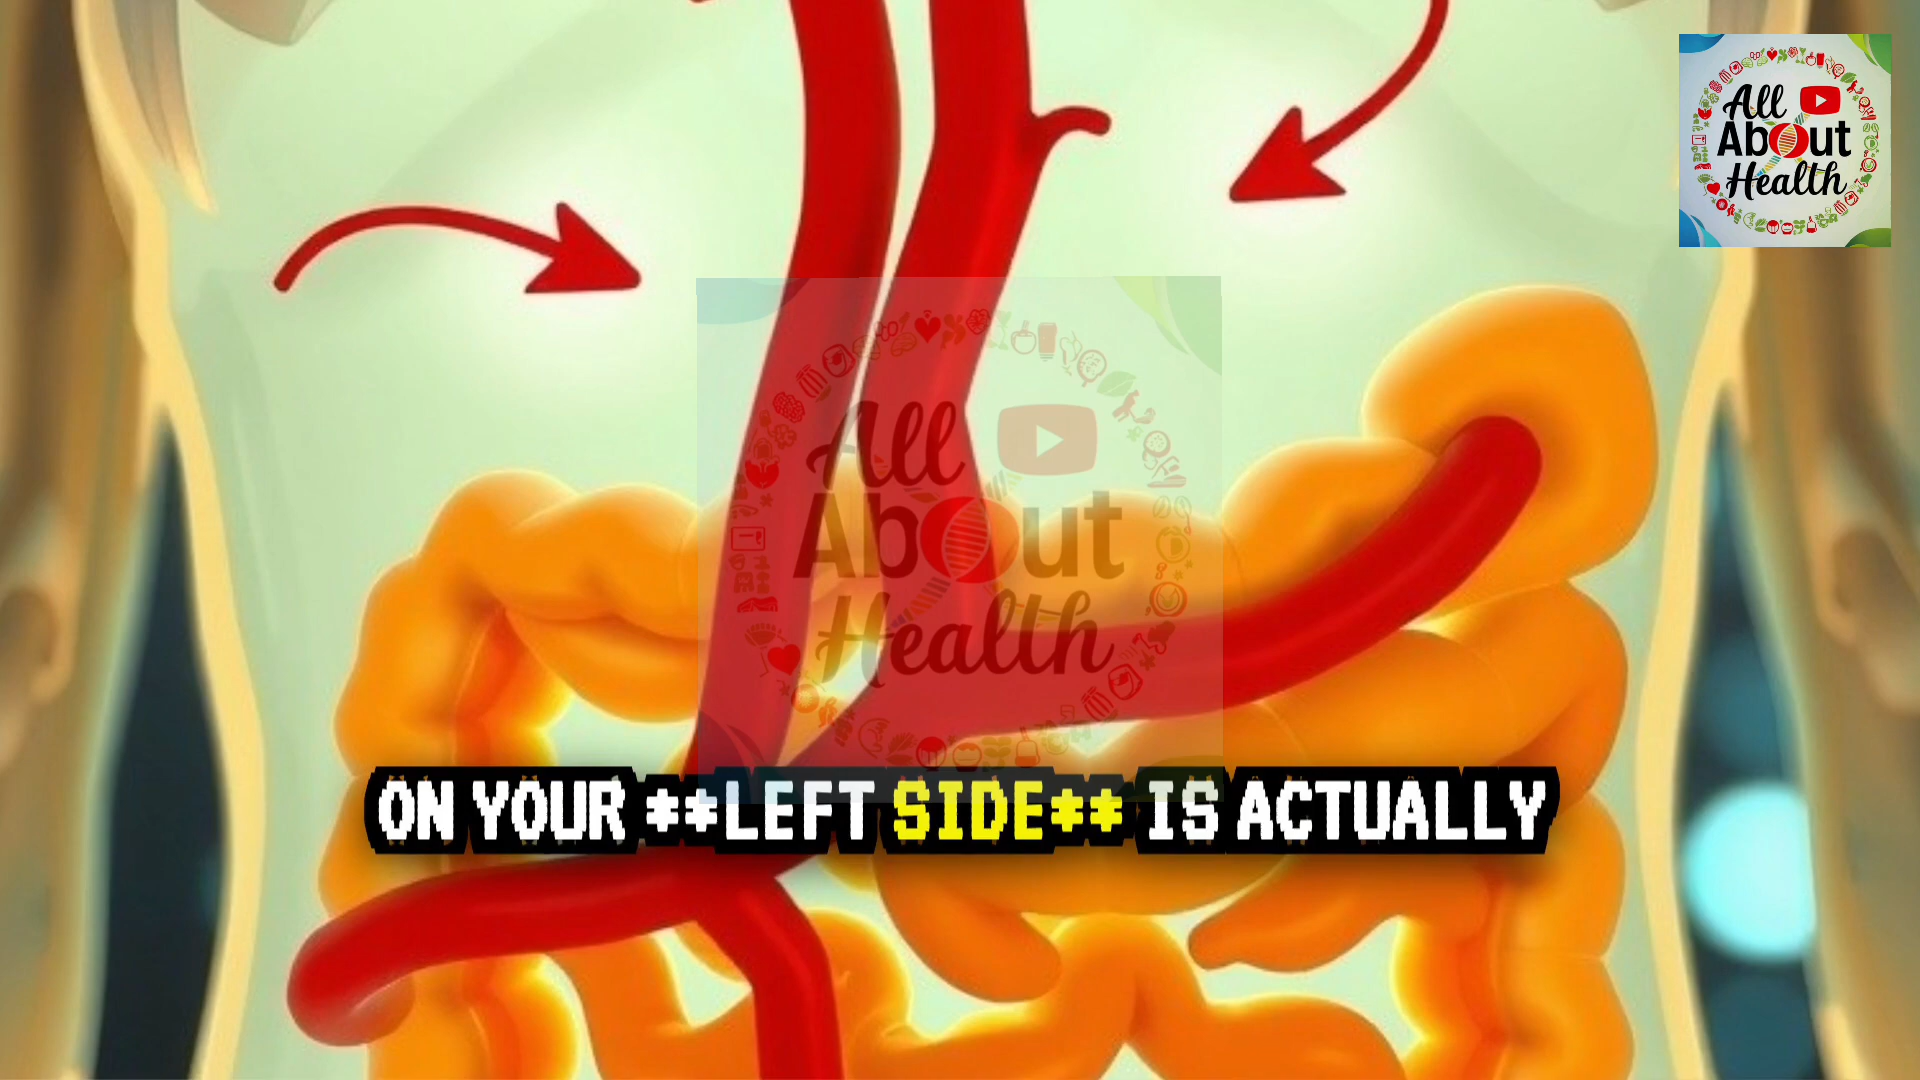 All
About
Health
All
About
Health
ON YOUR **LEFT SIDE** IS ACTUALLY